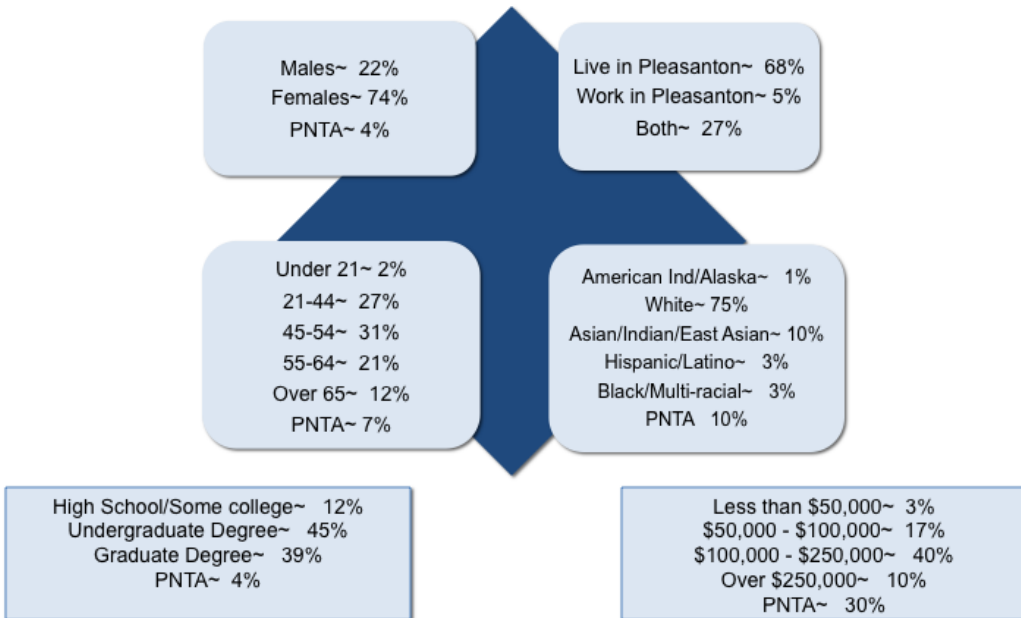 Males~ 22%
Females~ 74%
PNTA~ 4%
Live in Pleasanton~ 68%
Work in Pleasanton~ 5%
Both~ 27%
Under 21~ 2%
21-44~ 27%
45-54~ 31%
55-64~ 21%
Over 65~ 12%
PNTA~ 7%
American Ind/Alaska~ 1%
White~ 75%
Asian/Indian/East Asian~ 10%
Hispanic/Latino~ 3%
Black/Multi-racial~ 3%
PNTA 10%
High School/Some college~ 12%
Undergraduate Degree~ 45%
Graduate Degree~ 39%
PNTA~ 4%
Less than $50,000~ 3%
$50,000 - $100,000~ 17%
$100,000 - $250,000~ 40%
Over $250,000~ 10%
PNTA~ 30%